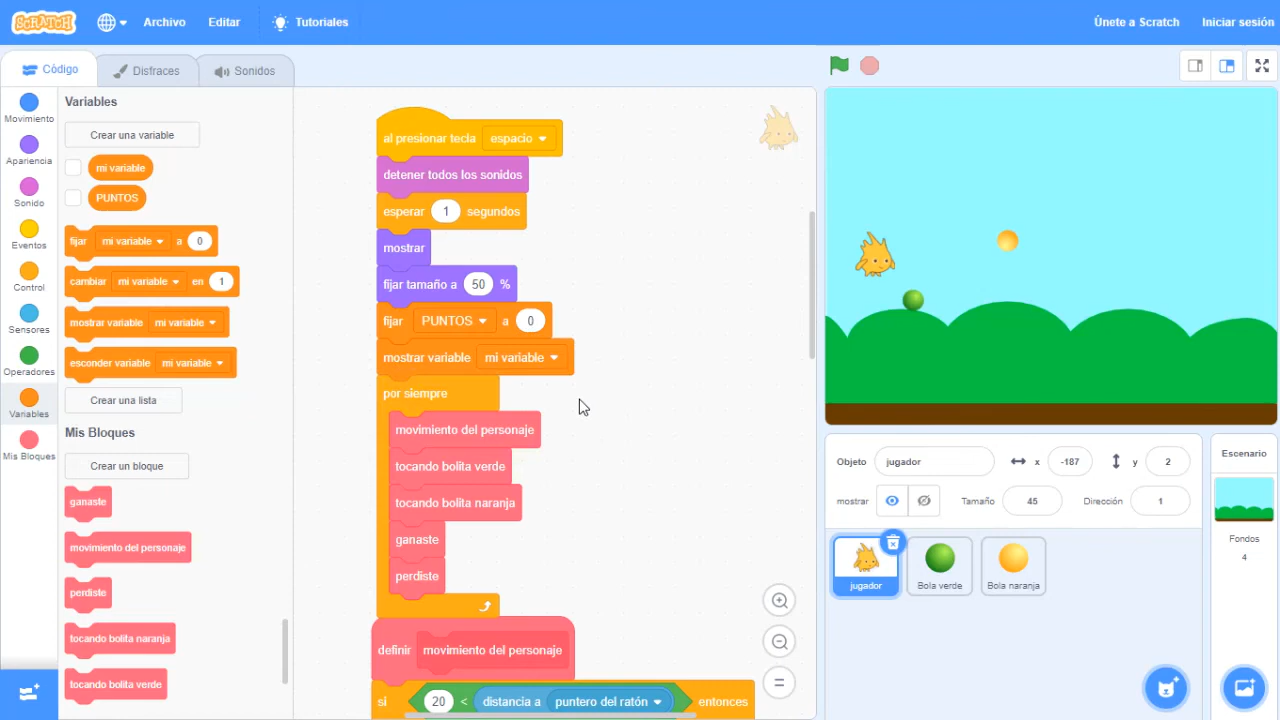 SCRATCH
Archivo
Editar
Tutoriales
Únete a Scratch
Iniciar sesión
Código
Disfraces
Sonidos
Movimiento
Apariencia
Sonido
Eventos
Control
Sensores
Operadores
Variables
Mis Bloques
Variables
Crear una variable
mi variable
PUNTOS
fijar mi variable a 0
cambiar mi variable en 1
mostrar variable mi variable
esconder variable mi variable
Crear una lista
Mis Bloques
Crear un bloque
ganaste
movimiento del personaje
perdiste
tocando bolita naranja
tocando bolita verde
al presionar tecla espacio
detener todos los sonidos
esperar 1 segundos
mostrar
fijar tamaño a 50 %
fijar PUNTOS a 0
mostrar variable mi variable
por siempre
movimiento del personaje
tocando bolita verde
tocando bolita naranja
ganaste
perdiste
definir movimiento del personaje
si 20 < distancia a puntero del ratón entonces
Objeto jugador x -187 y 2
mostrar Tamaño 45 Dirección 1
jugador
Bola verde
Bola naranja
Escenario
Fondos
4